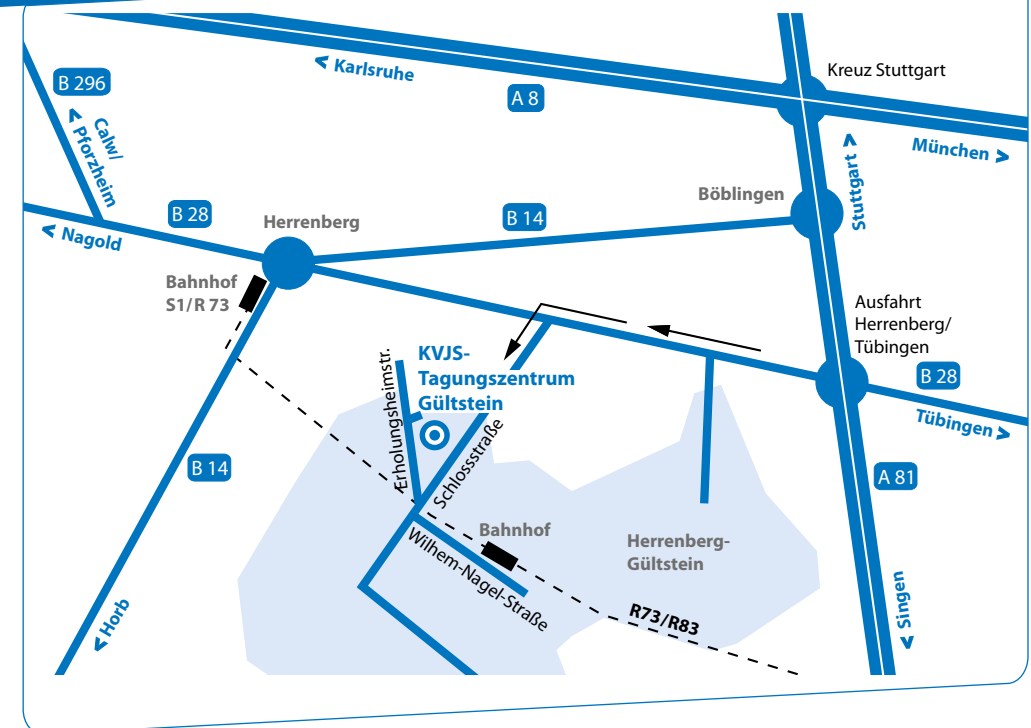 Kreuz Stuttgart
< Karlsruhe
B 296
A 8
< Calw/
Pforzheim
München >
Stuttgart >
Böblingen
B 28
B 14
Herrenberg
< Nagold
Bahnhof
S1/R 73
Ausfahrt
Herrenberg/
Tübingen
KVJS-
Tagungszentrum
Gültstein
B 28
Erholungsheimstr.
Tübingen >
Schlossstraße
B 14
A 81
Bahnhof
Herrenberg-
Gültstein
Wilhem-Nagel-Straße
R73/R83
< Horb
< Singen